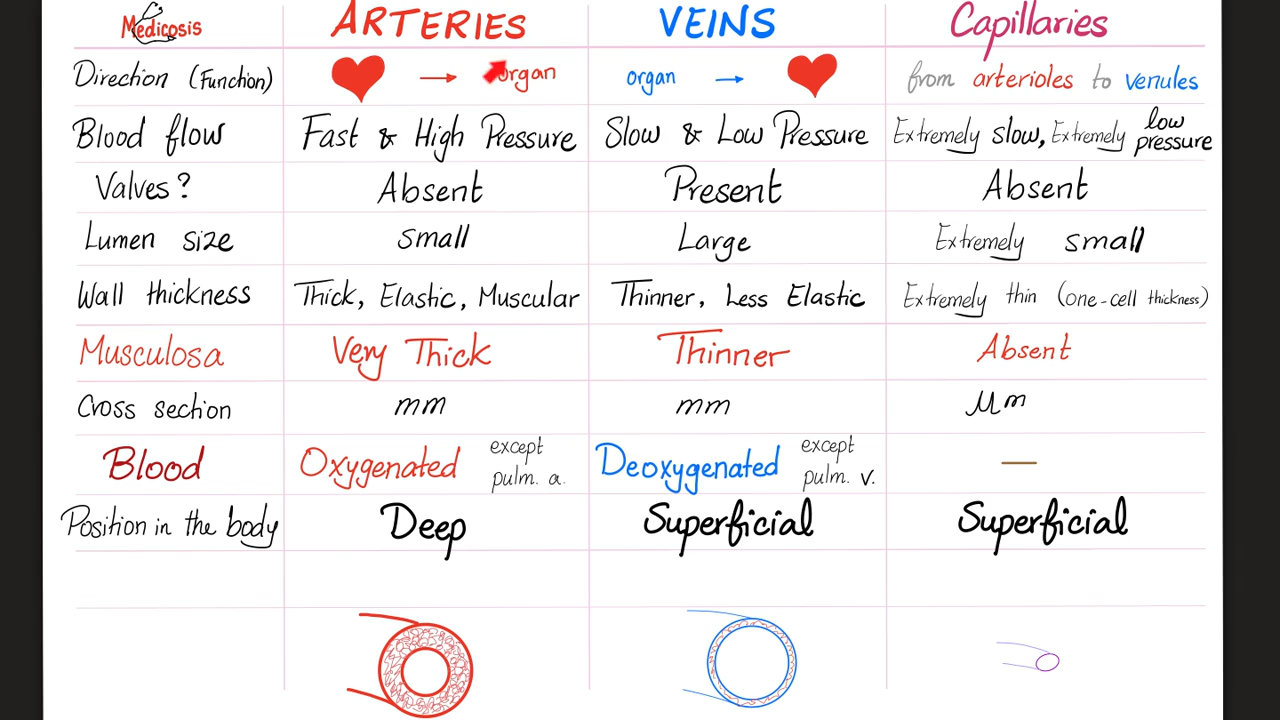 Medicosis ARTERIES VEINS Capillaries
Direction (Function) → organ organ → from arterioles to venules
Blood flow Fast & High Pressure Slow & Low Pressure Extremely slow, Extremely low pressure
Valves? Absent Present Absent
Lumen size small Large Extremely small
Wall thickness Thick, Elastic, Muscular Thinner, Less Elastic Extremely thin (one-cell thickness)
Musculosa Very Thick Thinner Absent
Cross section mm mm μm
Blood Oxygenated except pulm. a. Deoxygenated except pulm. v. —
Position in the body Deep Superficial Superficial